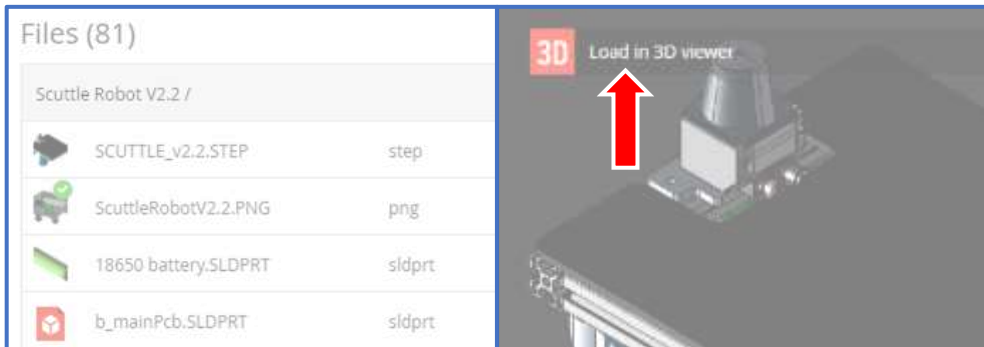 Files (81)
Scuttle Robot V2.2 /
SCUTTLE_v2.2.STEP step
ScuttleRobotV2.2.PNG png
18650 battery.SLDPRT sldprt
b_mainPcb.SLDPRT sldprt
3D Load in 3D viewer